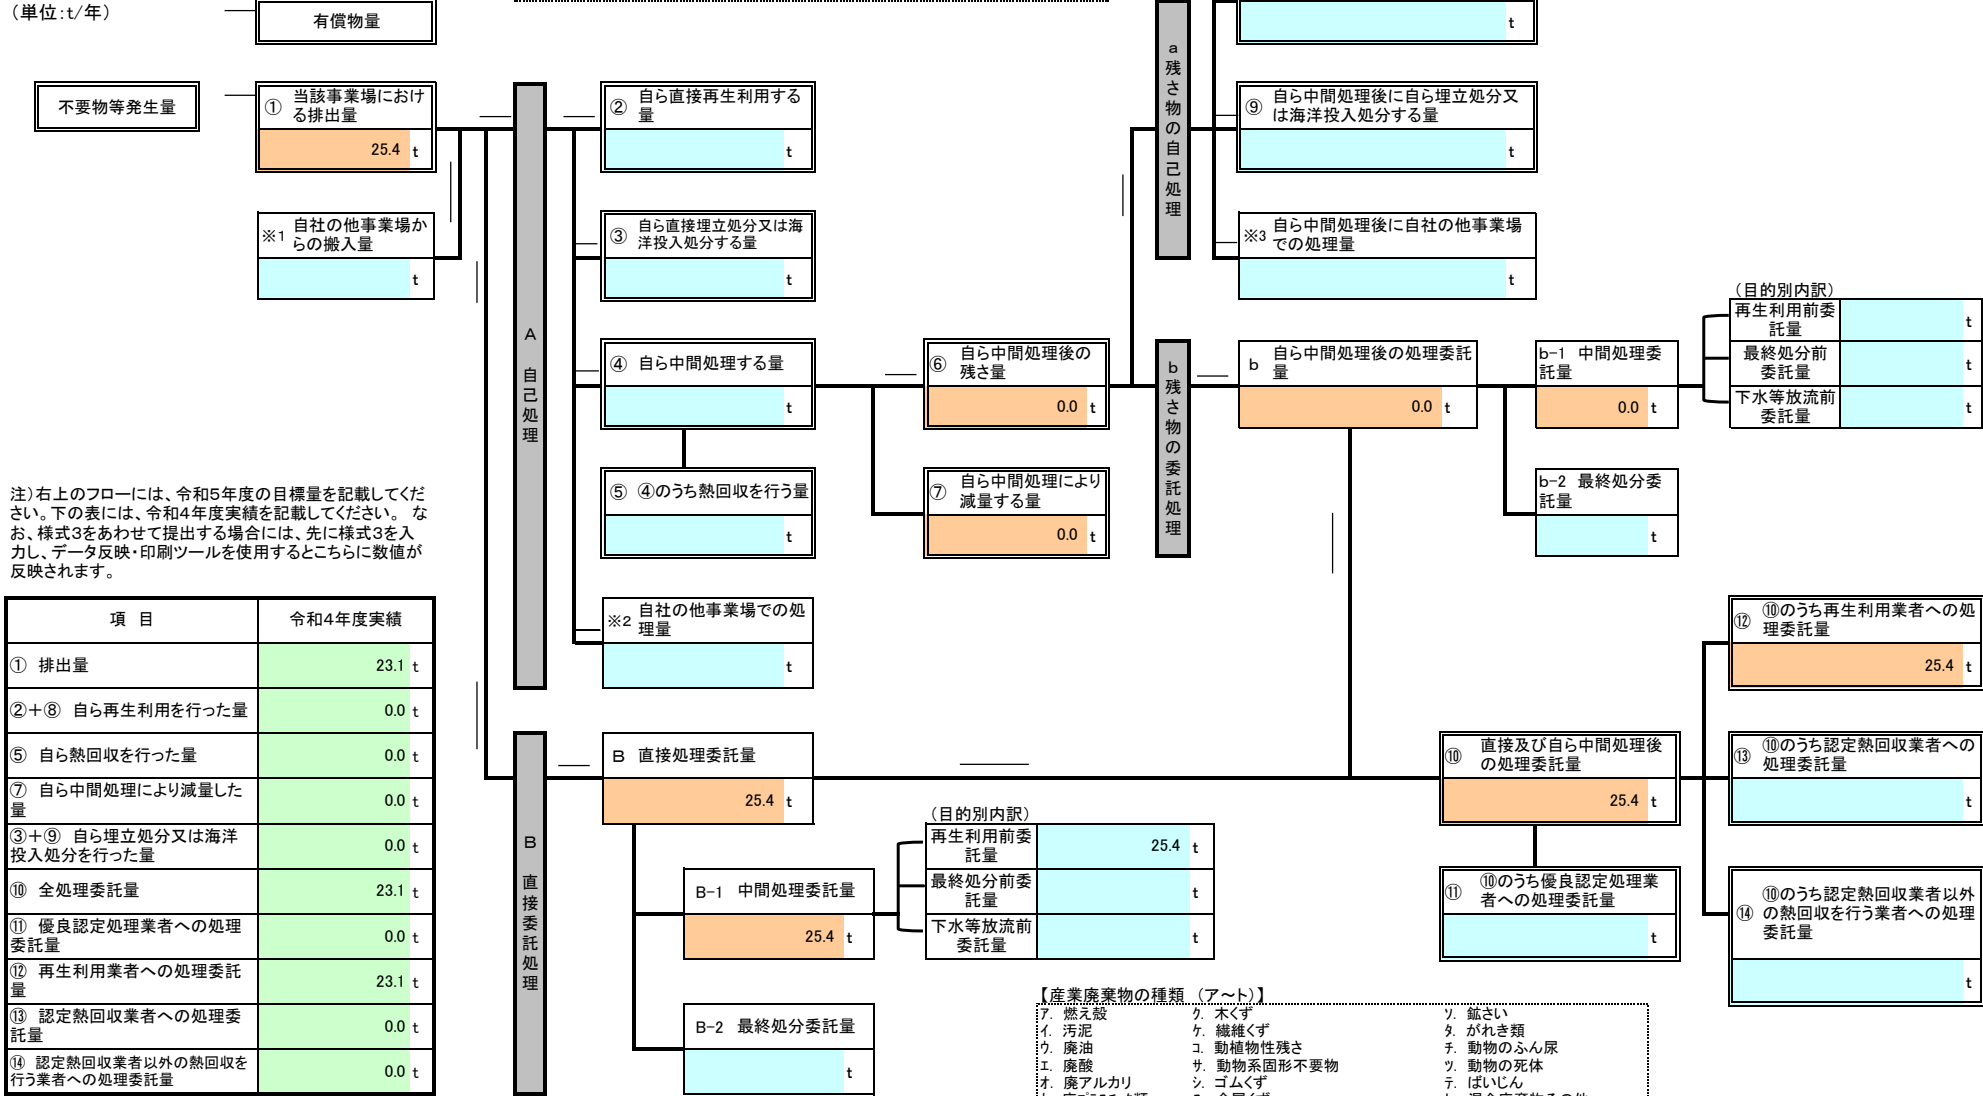 （単位:t/年）
有償物量
t
不要物等発生量
① 当該事業場におけ
る排出量
25.4 t
※1 自社の他事業場か
らの搬入量
t
A
自己処理
② 自ら直接再生利用する
量
t
③ 自ら直接埋立処分又は海
洋投入処分する量
t
④ 自ら中間処理する量
t
⑤ ④のうち熱回収を行う量
t
※2 自社の他事業場での処
理量
t
⑥ 自ら中間処理後の
残さ量
0.0 t
⑦ 自ら中間処理により
減量する量
0.0 t
a残さ物の自己処理
⑨ 自ら中間処理後に自ら埋立処分又
は海洋投入処分する量
t
※3 自ら中間処理後に自社の他事業場
での処理量
t
b残さ物の委託処理
b 自ら中間処理後の処理委託
量
0.0 t
b-1 中間処理委
託量
0.0 t
b-2 最終処分委
託量
t
（目的別内訳）
再生利用前委
託量
t
最終処分前
委託量
t
下水等放流前
委託量
t
注）右上のフローには、令和5年度の目標量を記載してくだ
さい。下の表には、令和4年度実績を記載してください。 な
お、様式3をあわせて提出する場合には、先に様式3を入
力し、データ反映・印刷ツールを使用するとこちらに数値が
反映されます。
項 目 令和4年度実績
① 排出量 23.1 t
②＋⑧ 自ら再生利用を行った量 0.0 t
⑤ 自ら熱回収を行った量 0.0 t
⑦ 自ら中間処理により減量した
量 0.0 t
③＋⑨ 自ら埋立処分又は海洋
投入処分を行った量 0.0 t
⑩ 全処理委託量 23.1 t
⑪ 優良認定処理業者への処理
委託量 0.0 t
⑫ 再生利用業者への処理委託
量 23.1 t
⑬ 認定熱回収業者への処理委
託量 0.0 t
⑭ 認定熱回収業者以外の熱回収を
行う業者への処理委託量 0.0 t
B
直接委託処理
B 直接処理委託量
25.4 t
B-1 中間処理委託量
25.4 t
B-2 最終処分委託量
t
（目的別内訳）
再生利用前委
託量
25.4 t
最終処分前委
託量
t
下水等放流前
委託量
t
⑩ 直接及び自ら中間処理後
の処理委託量
25.4 t
⑪ ⑩のうち優良認定処理業
者への処理委託量
t
⑫ ⑩のうち再生利用業者への処
理委託量
25.4 t
⑬ ⑩のうち認定熱回収業者への
処理委託量
t
⑭ ⑩のうち認定熱回収業者以外
の熱回収を行う業者への処理
委託量
t
【産業廃棄物の種類 （ア～ト）】
ア. 燃え殻 ク. 木くず ソ. 鉱さい
イ. 汚泥 ケ. 繊維くず タ. がれき類
ウ. 廃油 コ. 動植物性残さ チ. 動物のふん尿
エ. 廃酸 サ. 動物系固形不要物 ツ. 動物の死体
オ. 廃アルカリ シ. ゴムくず テ. ばいじん